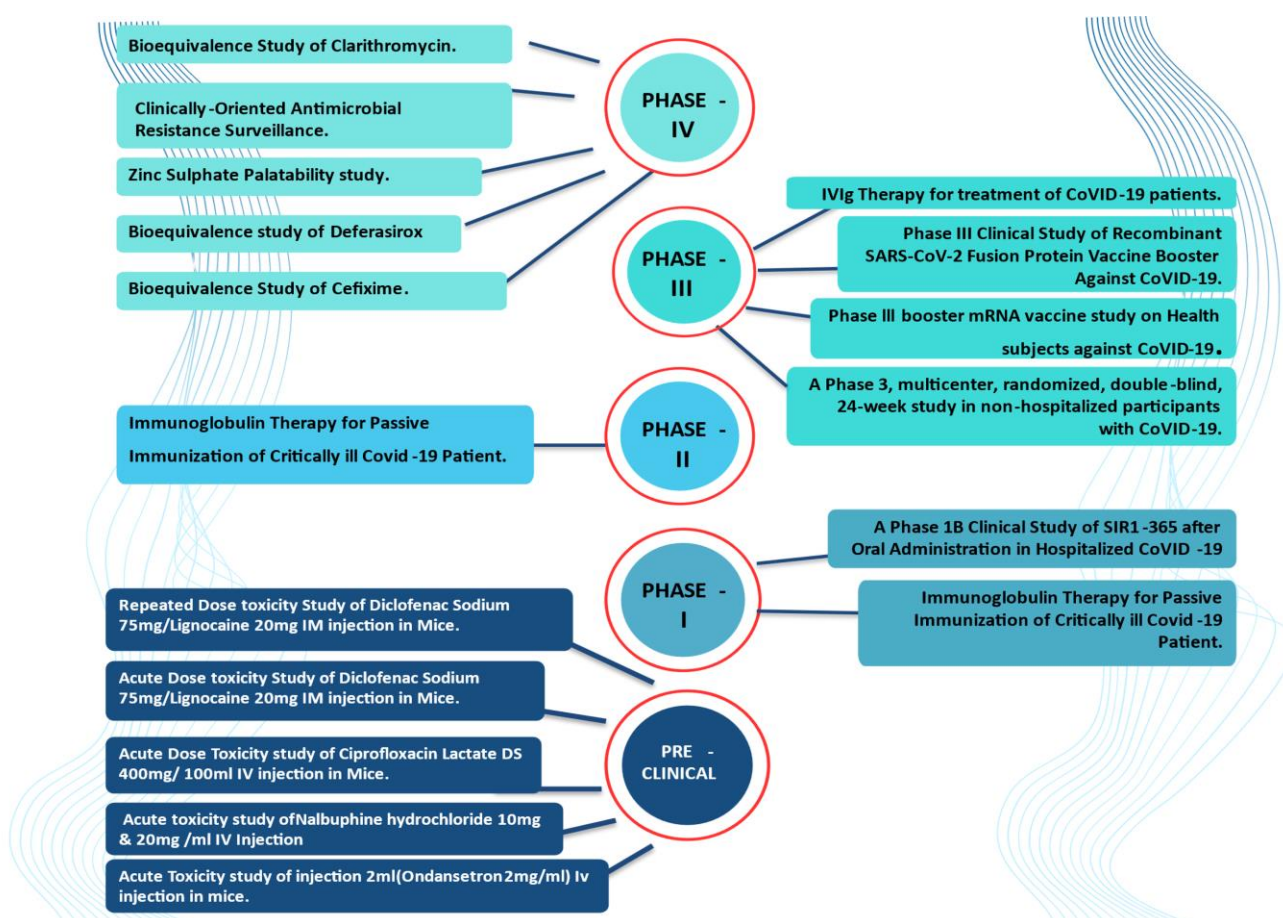 Bioequivalence Study of Clarithromycin.
Clinically-Oriented Antimicrobial
Resistance Surveillance.
Zinc Sulphate Palatability study.
Bioequivalence study of Deferasirox
Bioequivalence Study of Cefixime.
PHASE -
IV
IVIg Therapy for treatment of CoVID-19 patients.
Phase III Clinical Study of Recombinant
SARS-CoV-2 Fusion Protein Vaccine Booster
Against CoVID-19.
Phase III booster mRNA vaccine study on Health
subjects against CoVID-19.
A Phase 3, multicenter, randomized, double-blind,
24-week study in non-hospitalized participants
with CoVID-19.
PHASE -
III
Immunoglobulin Therapy for Passive
Immunization of Critically ill Covid -19 Patient.
PHASE -
II
A Phase 1B Clinical Study of SIR1-365 after
Oral Administration in Hospitalized CoVID -19
Immunoglobulin Therapy for Passive
Immunization of Critically ill Covid -19
Patient.
PHASE -
I
Repeated Dose toxicity Study of Diclofenac Sodium
75mg/Lignocaine 20mg IM injection in Mice.
Acute Dose toxicity Study of Diclofenac Sodium
75mg/Lignocaine 20mg IM injection in Mice.
Acute Dose Toxicity study of Ciprofloxacin Lactate DS
400mg/ 100ml IV injection in Mice.
Acute toxicity study ofNalbuphine hydrochloride 10mg
& 20mg /ml IV Injection
Acute Toxicity study of injection 2ml(Ondansetron2mg/ml) Iv
injection in mice.
PRE -
CLINICAL